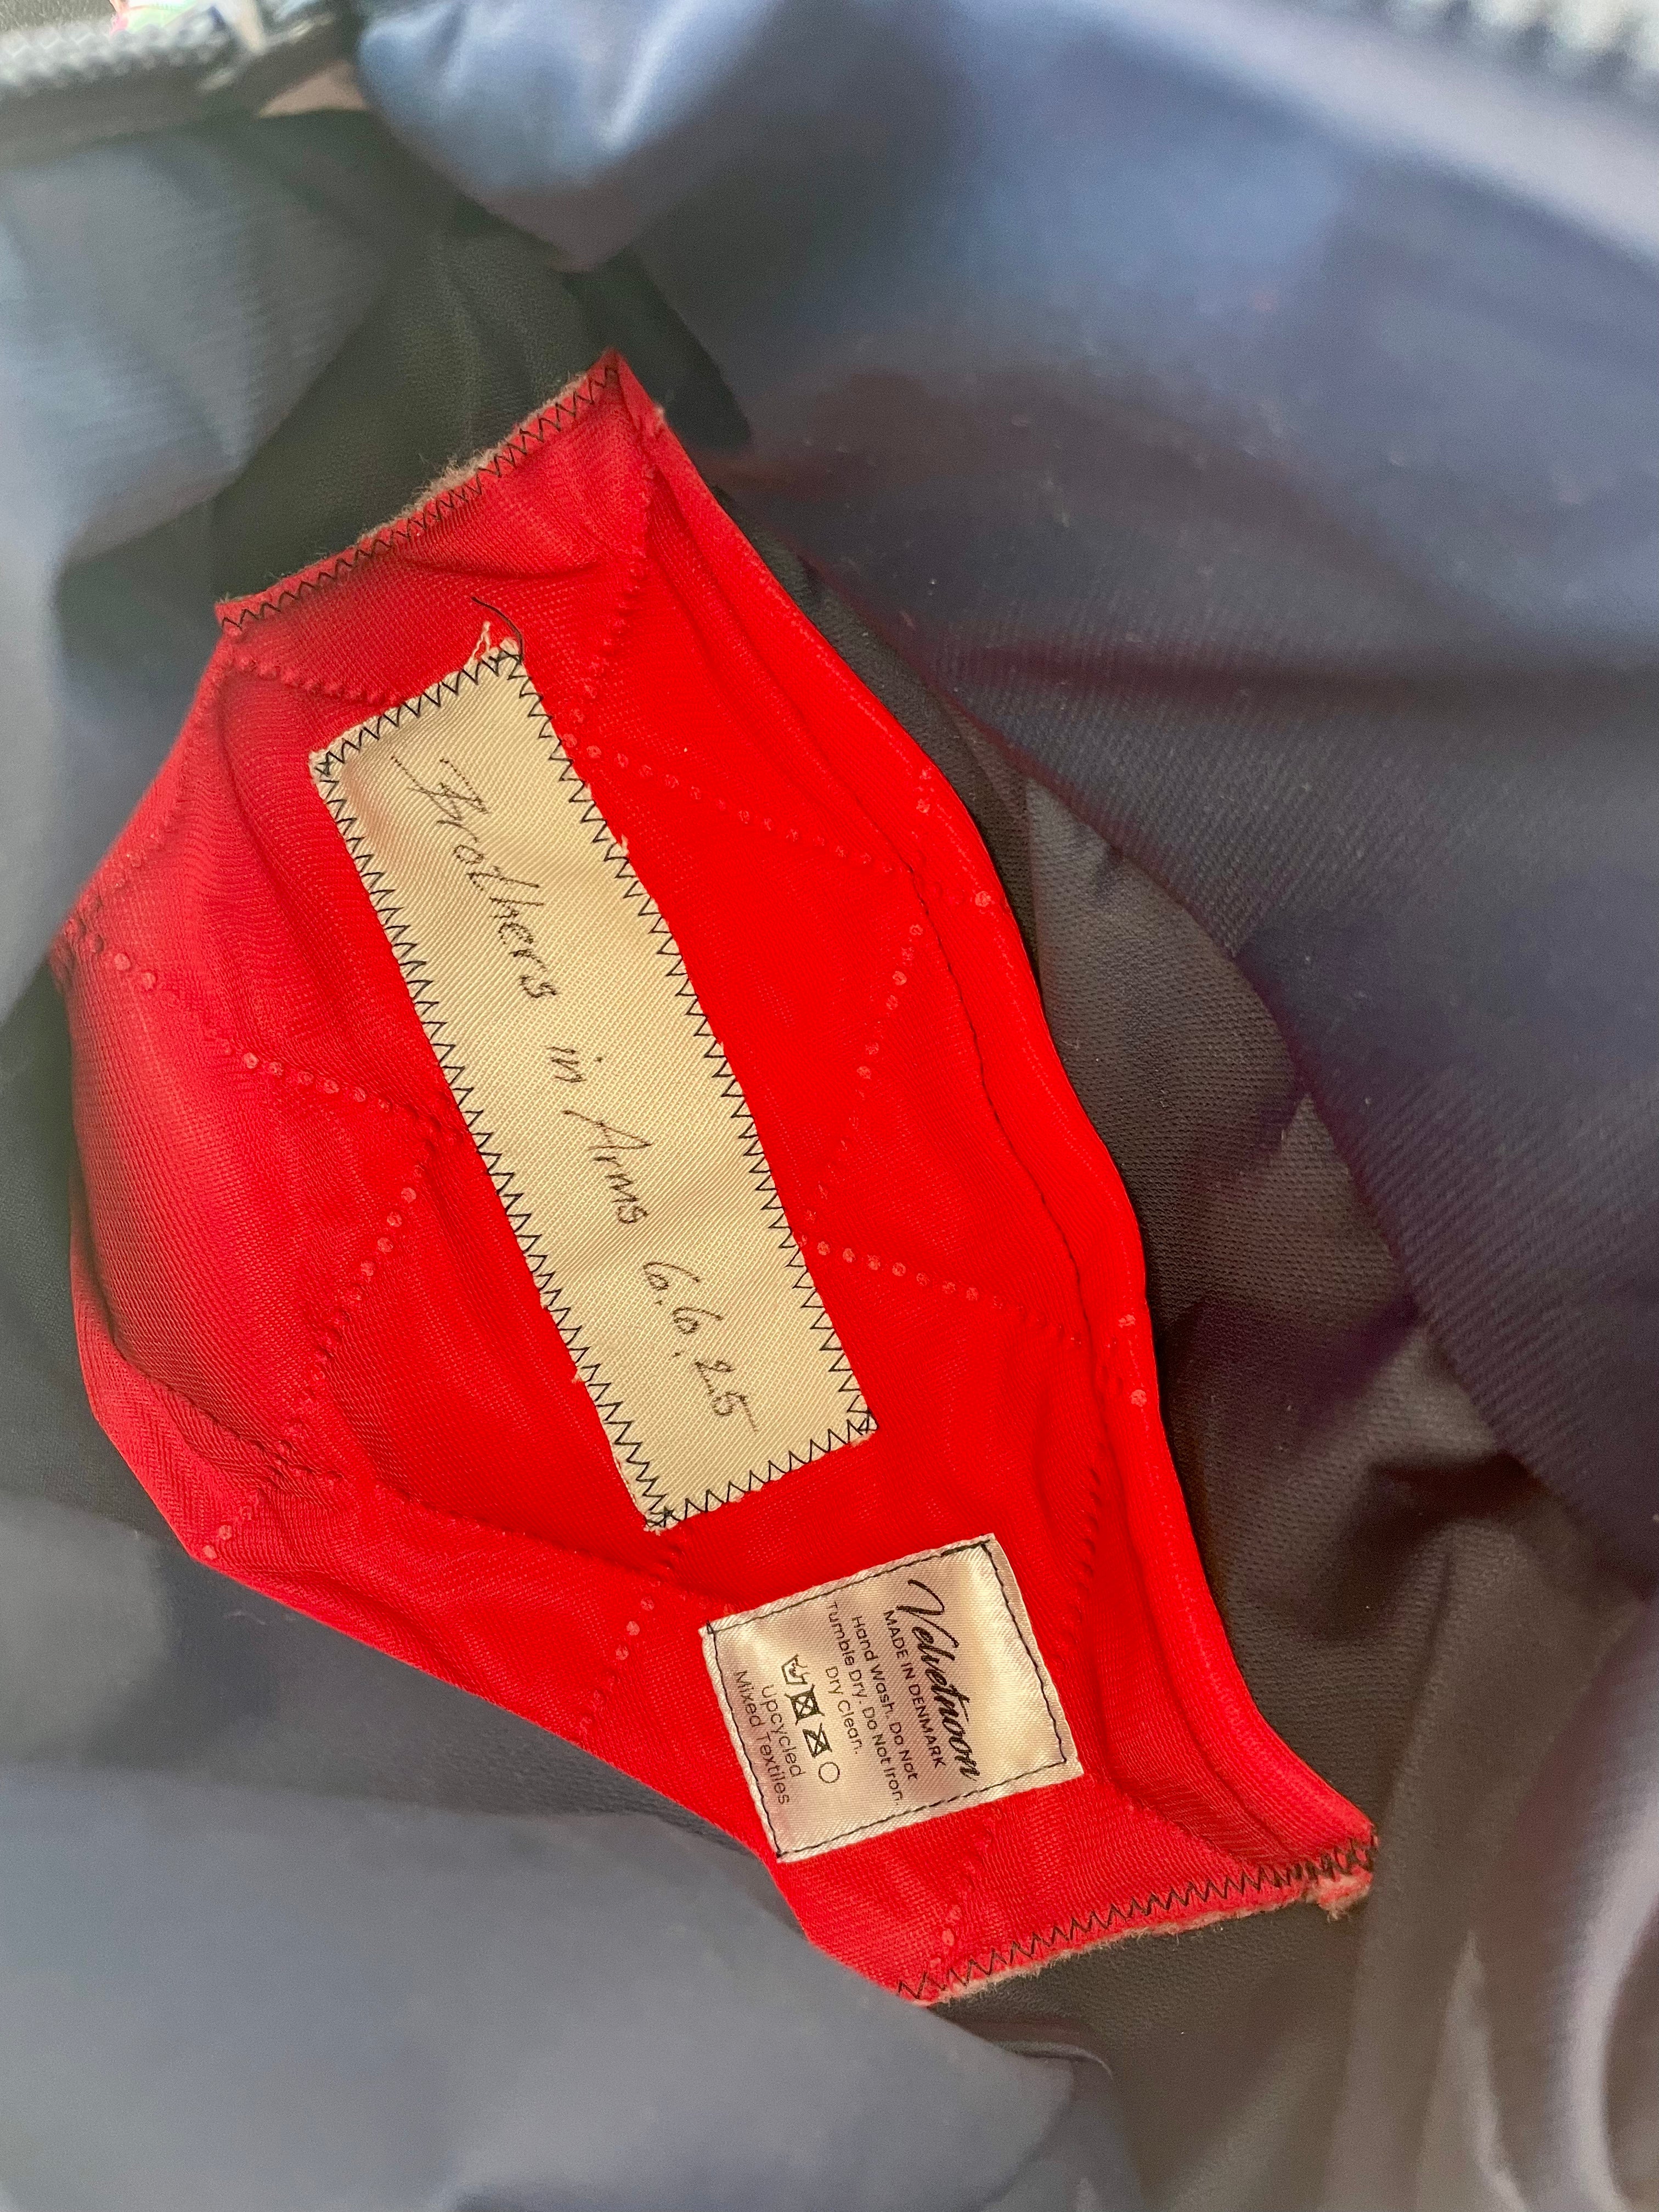 Brothers in Arms 6.6.25
Velvetmoon
MADE IN DENMARK
Hand Wash. Do Not
Tumble Dry. Do Not Iron.
Dry Clean.
Upcycled
Mixed Textiles